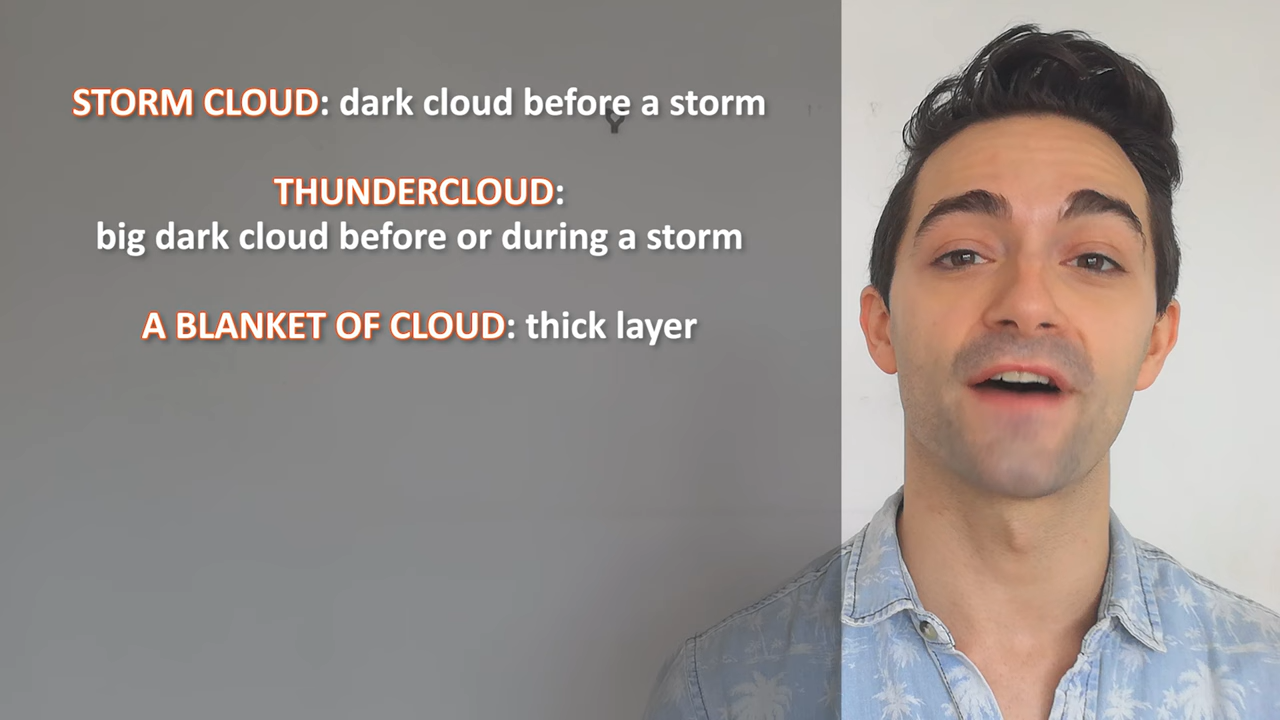 STORM CLOUD: dark cloud before a storm
THUNDERCLOUD:
big dark cloud before or during a storm
A BLANKET OF CLOUD: thick layer